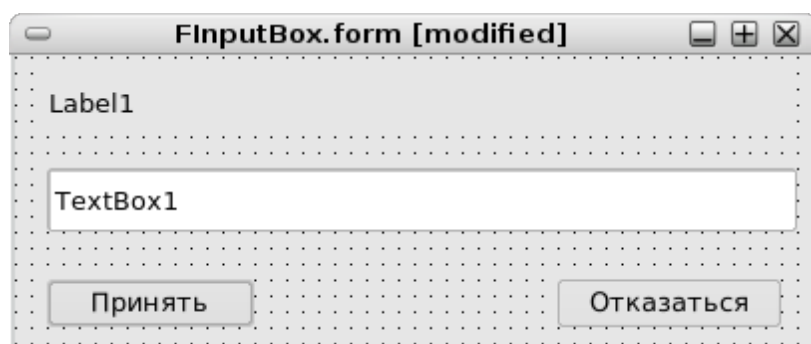 FInputBox.form [modified]
Label1
TextBox1
Принять
Отказаться